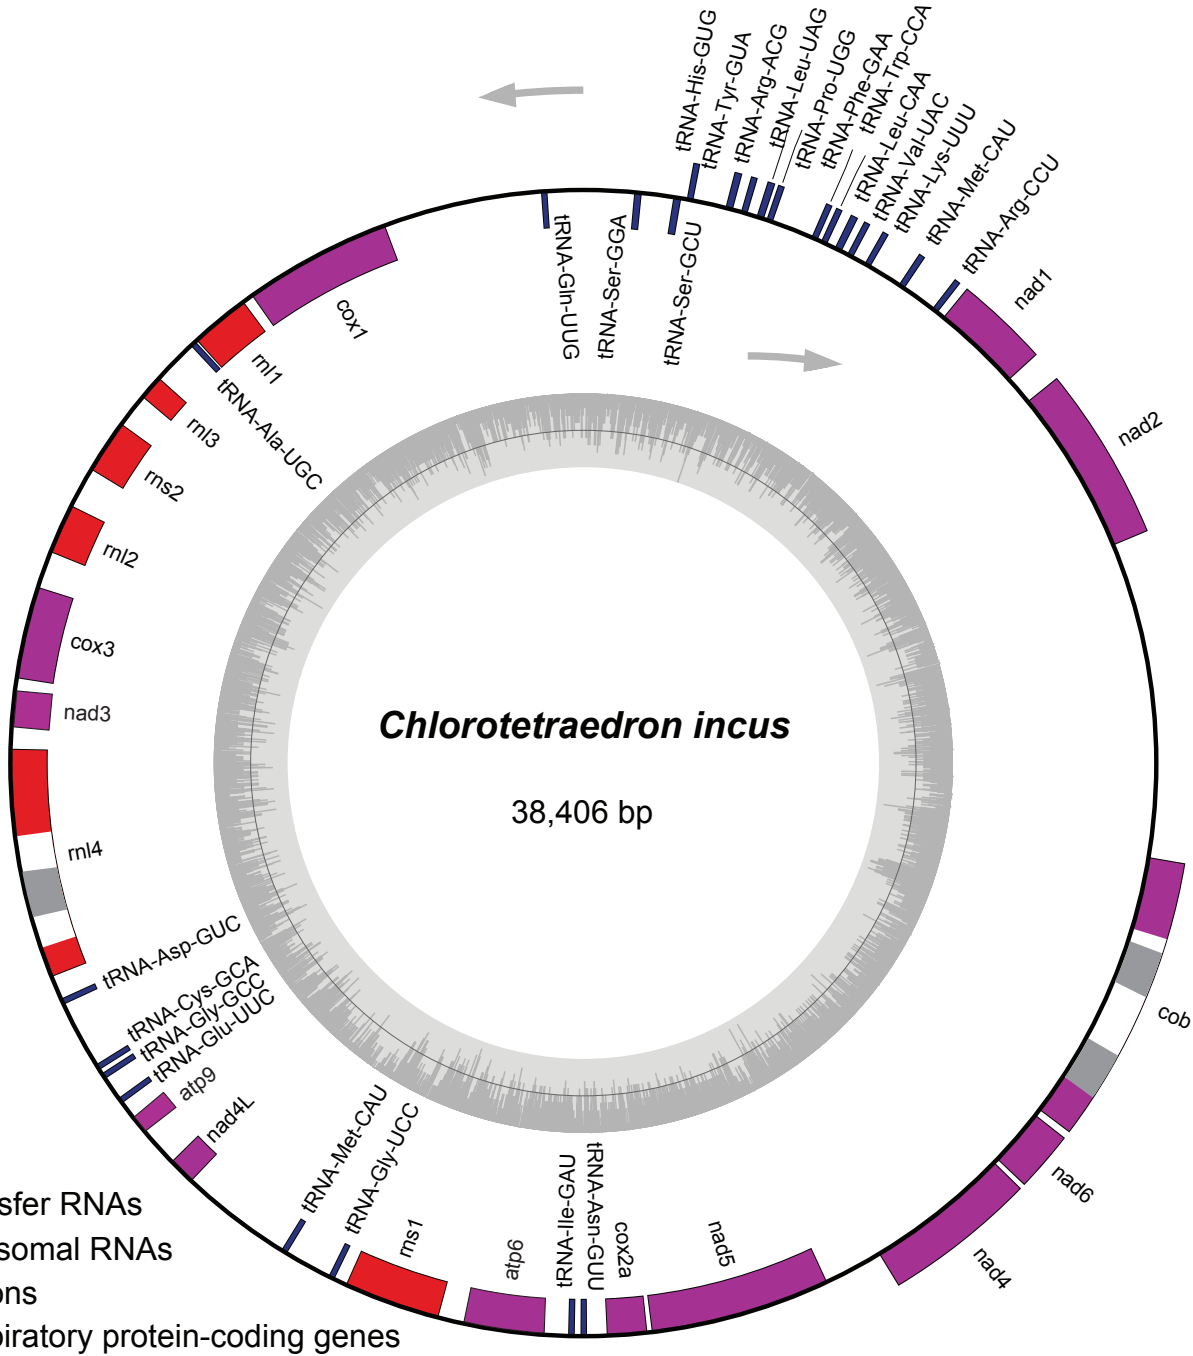 tRNA-His-GUG
tRNA-Tyr-GUA
tRNA-Arg-ACG
tRNA-Leu-UAG
tRNA-Pro-UGG
tRNA-Phe-GAA
tRNA-Trp-CCA
tRNA-Leu-CAA
tRNA-Val-UAC
tRNA-Lys-UUU
tRNA-Met-CAU
tRNA-Arg-CCU
nad1
nad2
cob
nad6
nad4
nad5
cox2a
tRNA-Asn-GUU
tRNA-Ile-GAU
atp6
rns1
tRNA-Gly-UCC
tRNA-Met-CAU
nad4L
atp9
tRNA-Glu-UUC
tRNA-Gly-GCC
tRNA-Cys-GCA
tRNA-Asp-GUC
rnl4
nad3
cox3
rnl2
rns2
rnl3
tRNA-Ala-UGC
rnl1
cox1
tRNA-Gln-UUG
tRNA-Ser-GGA
tRNA-Ser-GCU
Chlorotetraedron incus
38,406 bp
sfer RNAs
somal RNAs
ons
piratory protein-coding genes